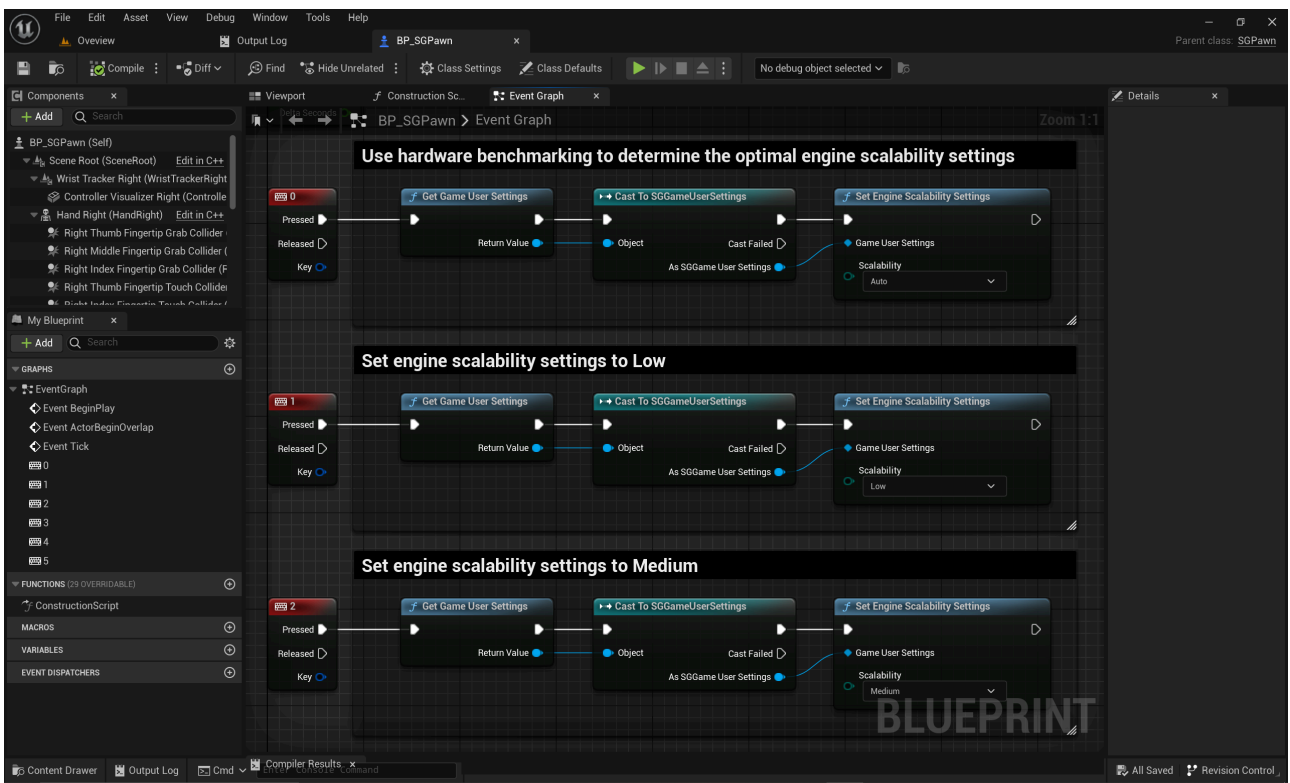 File Edit Asset View Debug Window Tools Help
Oveview
Output Log
BP_SGPawn
Parent class: SGPawn
Compile
Diff
Find
Hide Unrelated
Class Settings
Class Defaults
No debug object selected
Components
Add
Search
BP_SGPawn (Self)
Scene Root (SceneRoot) Edit in C++
Wrist Tracker Right (WristTrackerRight
Controller Visualizer Right (Controlle
Hand Right (HandRight) Edit in C++
Right Thumb Fingertip Grab Collider
Right Middle Fingertip Grab Collider (
Right Index Fingertip Grab Collider (F
Right Thumb Fingertip Touch Collider
Right Index Fingertip Touch Collider (
My Blueprint
Add
Search
GRAPHS
EventGraph
Event BeginPlay
Event ActorBeginOverlap
Event Tick
0
1
2
3
4
5
FUNCTIONS (29 OVERRIDABLE)
ConstructionScript
MACROS
VARIABLES
EVENT DISPATCHERS
Viewport
Construction Sc...
Event Graph
Delta Seconds
BP_SGPawn > Event Graph
Zoom 1:1
Use hardware benchmarking to determine the optimal engine scalability settings
0
Pressed
Released
Key
Get Game User Settings
Return Value
Cast To SGGameUserSettings
Object
Cast Failed
As SGGame User Settings
Set Engine Scalability Settings
Game User Settings
Scalability
Auto
Set engine scalability settings to Low
1
Pressed
Released
Key
Get Game User Settings
Return Value
Cast To SGGameUserSettings
Object
Cast Failed
As SGGame User Settings
Set Engine Scalability Settings
Game User Settings
Scalability
Low
Set engine scalability settings to Medium
2
Pressed
Released
Key
Get Game User Settings
Return Value
Cast To SGGameUserSettings
Object
Cast Failed
As SGGame User Settings
Set Engine Scalability Settings
Game User Settings
Scalability
Medium
BLUEPRINT
Details
Compiler Results
Content Drawer
Output Log
Cmd
Enter Console Command
All Saved
Revision Control